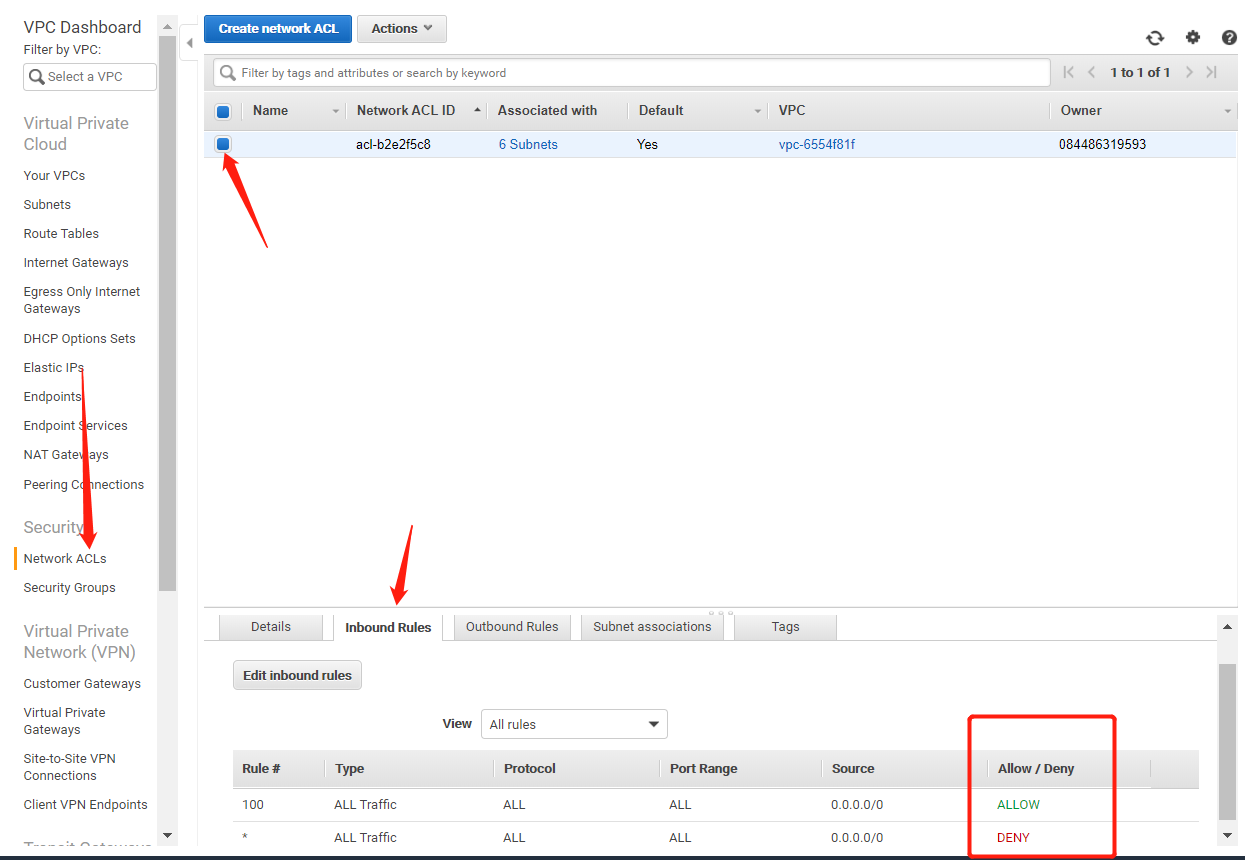 VPC Dashboard
Filter by VPC:
Select a VPC
Virtual Private
Cloud
Your VPCs
Subnets
Route Tables
Internet Gateways
Egress Only Internet
Gateways
DHCP Options Sets
Elastic IPs
Endpoints
Endpoint Services
NAT Gateways
Peering Connections
Security
Network ACLs
Security Groups
Virtual Private
Network (VPN)
Customer Gateways
Virtual Private
Gateways
Site-to-Site VPN
Connections
Client VPN Endpoints
Transit Gateways
Create network ACL Actions
Filter by tags and attributes or search by keyword 1 to 1 of 1
Name Network ACL ID Associated with Default VPC Owner
acl-b2e2f5c8 6 Subnets Yes vpc-6554f81f 084486319593
Details Inbound Rules Outbound Rules Subnet associations Tags
Edit inbound rules
View All rules
Rule # Type Protocol Port Range Source Allow / Deny
100 ALL Traffic ALL ALL 0.0.0.0/0 ALLOW
* ALL Traffic ALL ALL 0.0.0.0/0 DENY